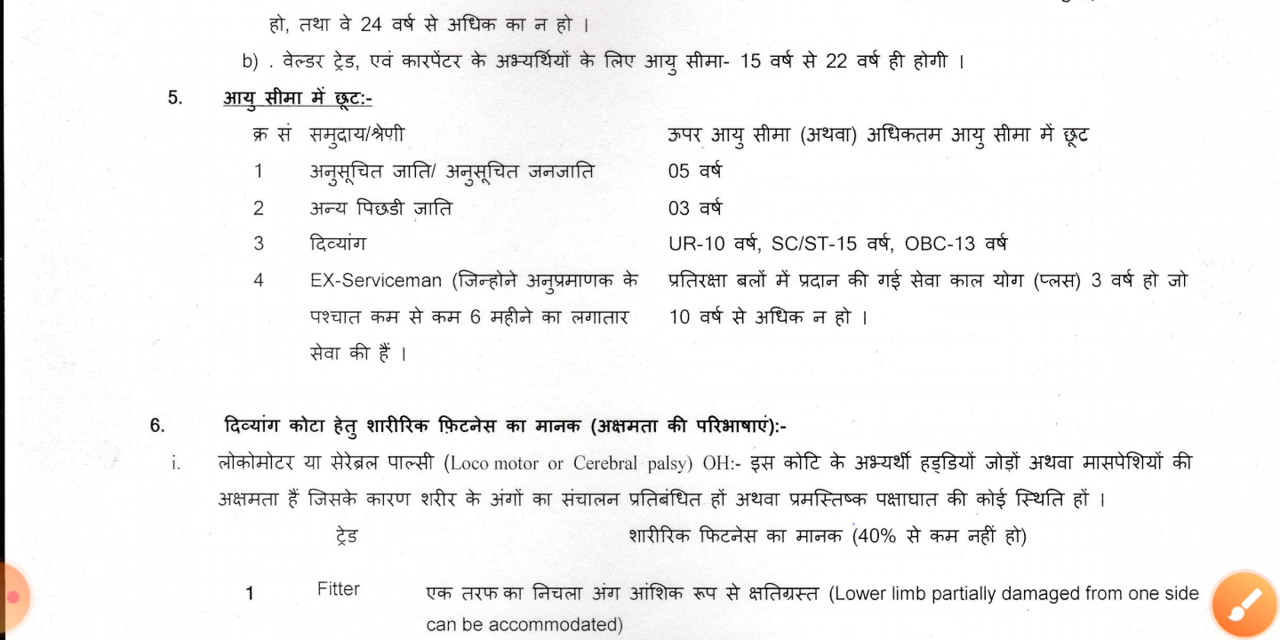 हो, तथा वे 24 वर्ष से अधिक का न हो ।
b) . वेल्डर ट्रेड, एवं कारपेंटर के अभ्यर्थियों के लिए आयु सीमा- 15 वर्ष से 22 वर्ष ही होगी ।
5. आयु सीमा में छूट:-
क्र सं समुदाय/श्रेणी ऊपर आयु सीमा (अथवा) अधिकतम आयु सीमा में छूट
1 अनुसूचित जाति/ अनुसूचित जनजाति 05 वर्ष
2 अन्य पिछडी जाति 03 वर्ष
3 दिव्यांग UR-10 वर्ष, SC/ST-15 वर्ष, OBC-13 वर्ष
4 EX-Serviceman (जिन्होने अनुप्रमाणक के प्रतिरक्षा बलों में प्रदान की गई सेवा काल योग (प्लस) 3 वर्ष हो जो
पश्चात कम से कम 6 महीने का लगातार 10 वर्ष से अधिक न हो ।
सेवा की हैं ।
6. दिव्यांग कोटा हेतु शारीरिक फ़िटनेस का मानक (अक्षमता की परिभाषाएं):-
i. लोकोमोटर या सेरेब्रल पाल्सी (Loco motor or Cerebral palsy) OH:- इस कोटि के अभ्यर्थी हड्डियों जोड़ों अथवा मासपेशियों की
अक्षमता हैं जिसके कारण शरीर के अंगों का संचालन प्रतिबंधित हों अथवा प्रमस्तिष्क पक्षाघात की कोई स्थिति हों ।
ट्रेड शारीरिक फिटनेस का मानक (40% से कम नहीं हो)
1 Fitter एक तरफ का निचला अंग आंशिक रूप से क्षतिग्रस्त (Lower limb partially damaged from one side
can be accommodated)